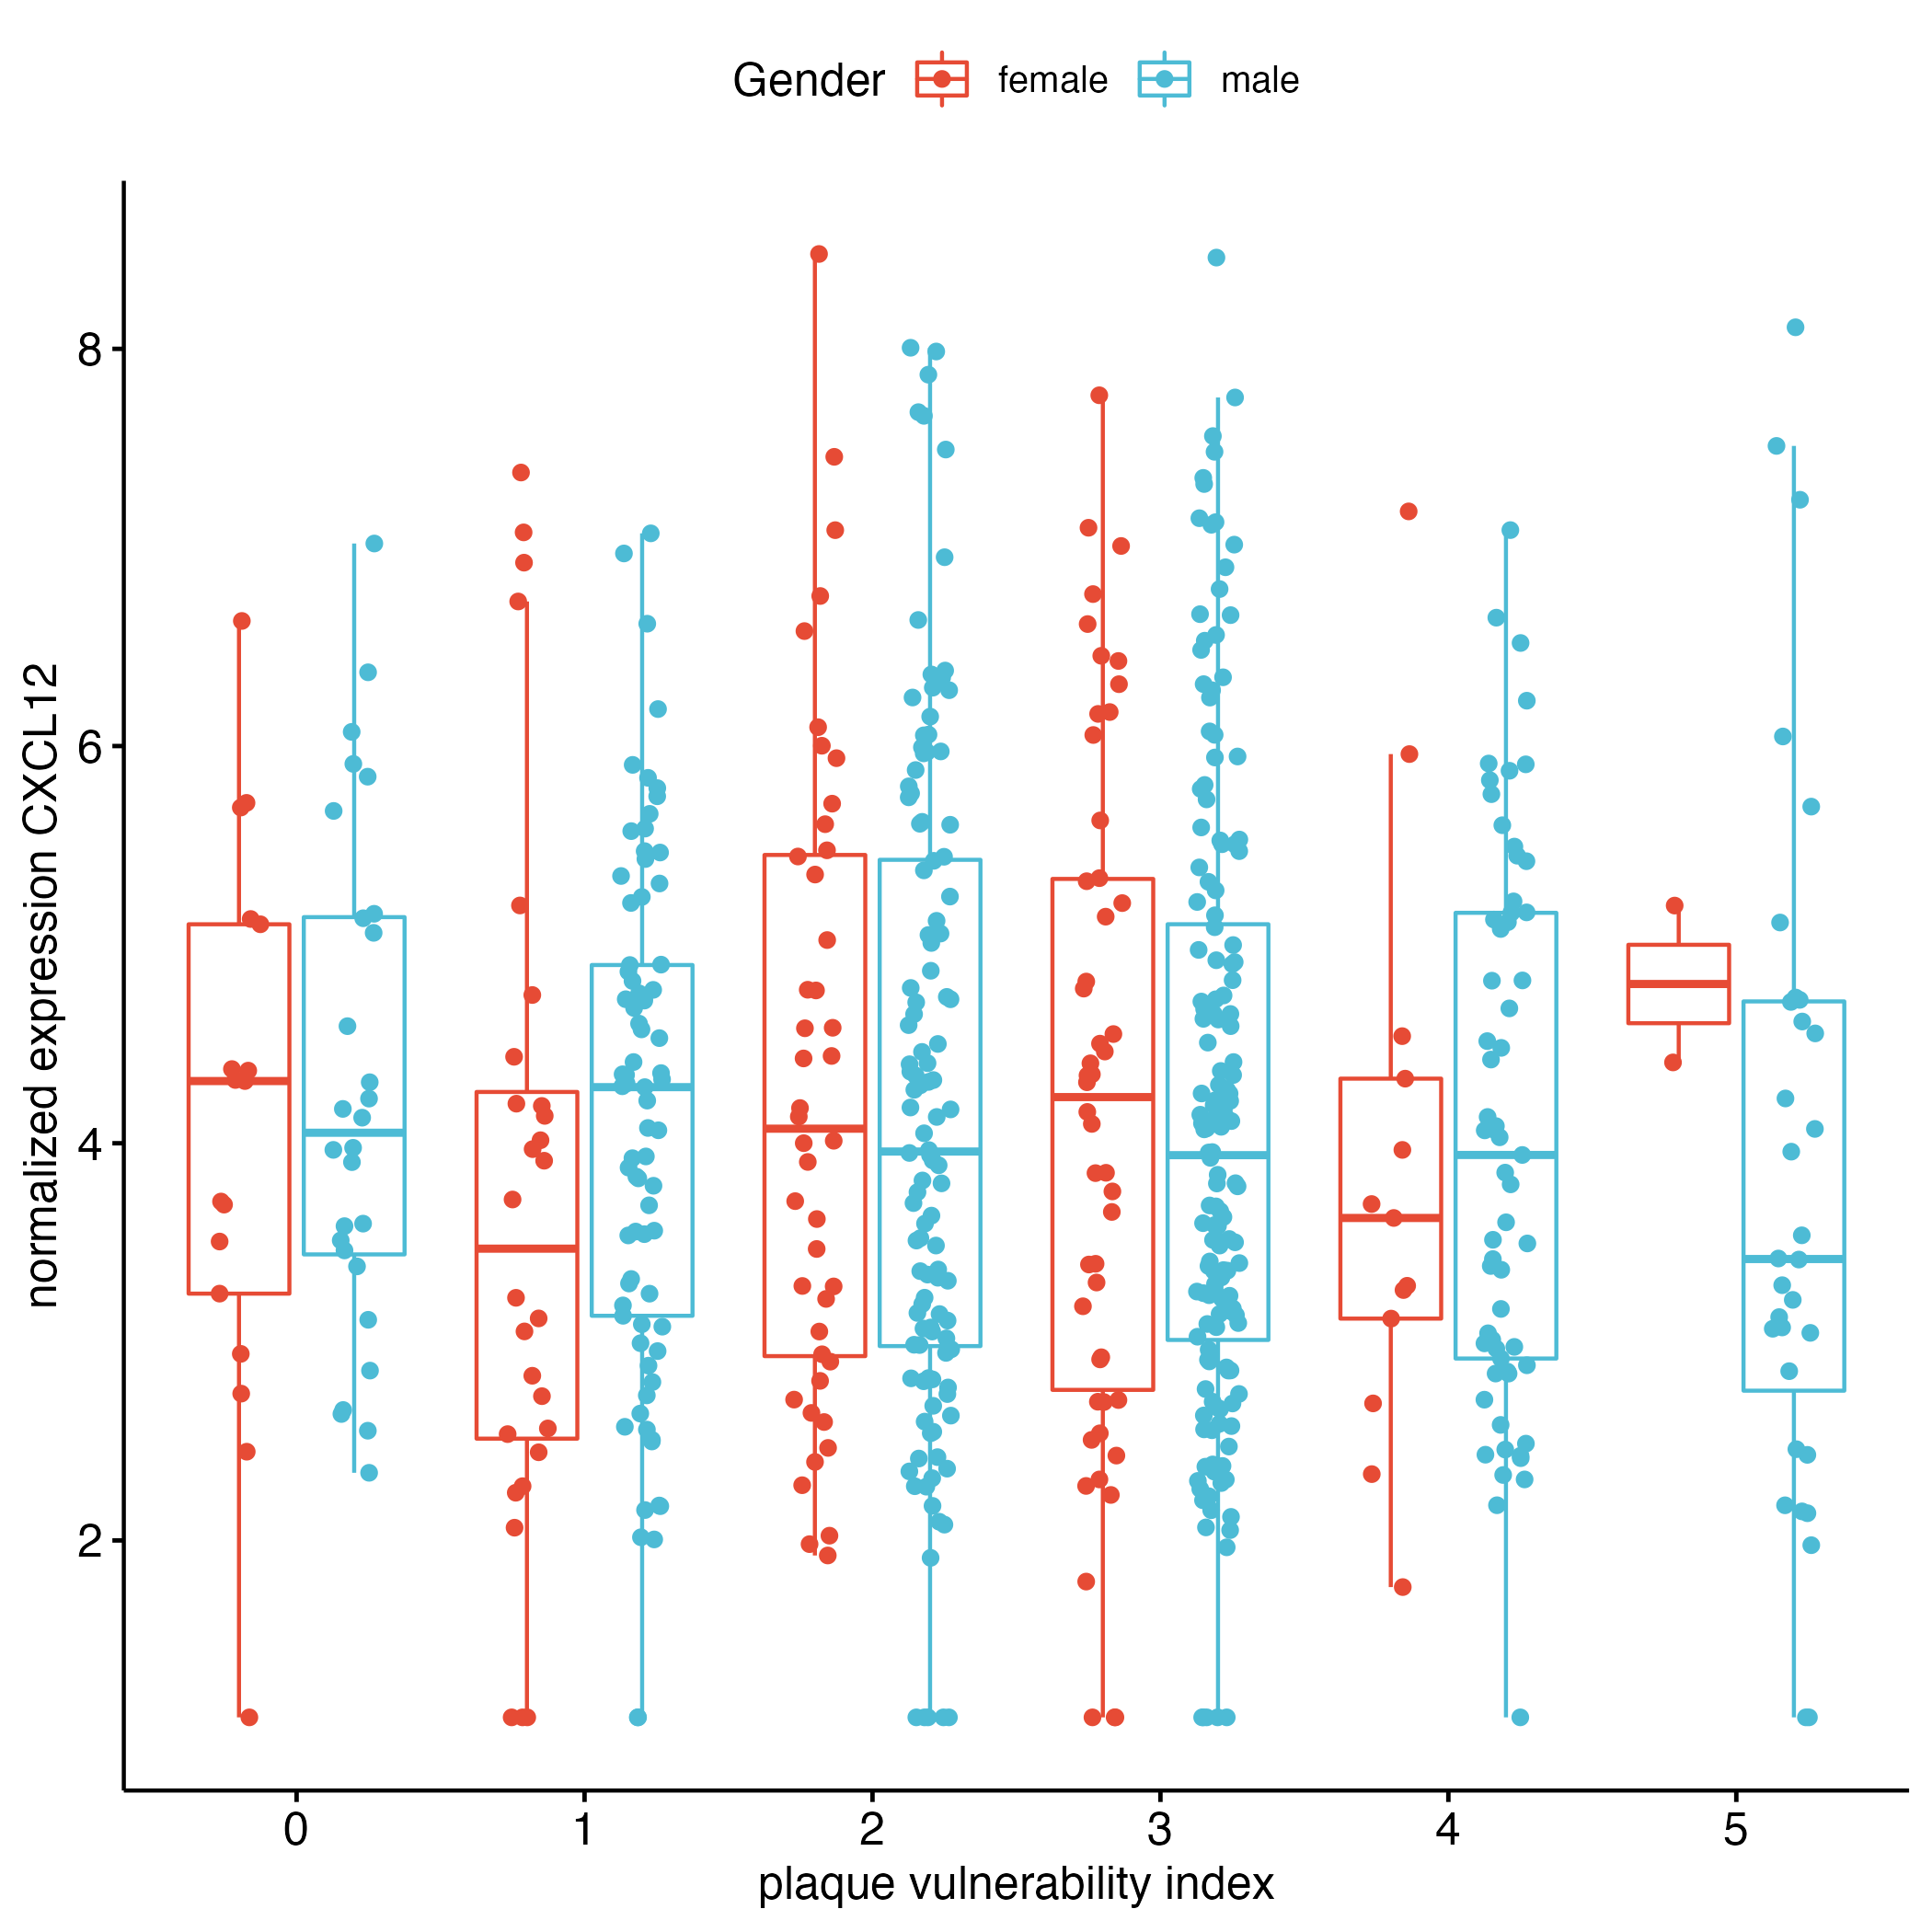 Gender female male
normalized expression CXCL12
8
6
4
2
0 1 2 3 4 5
plaque vulnerability index